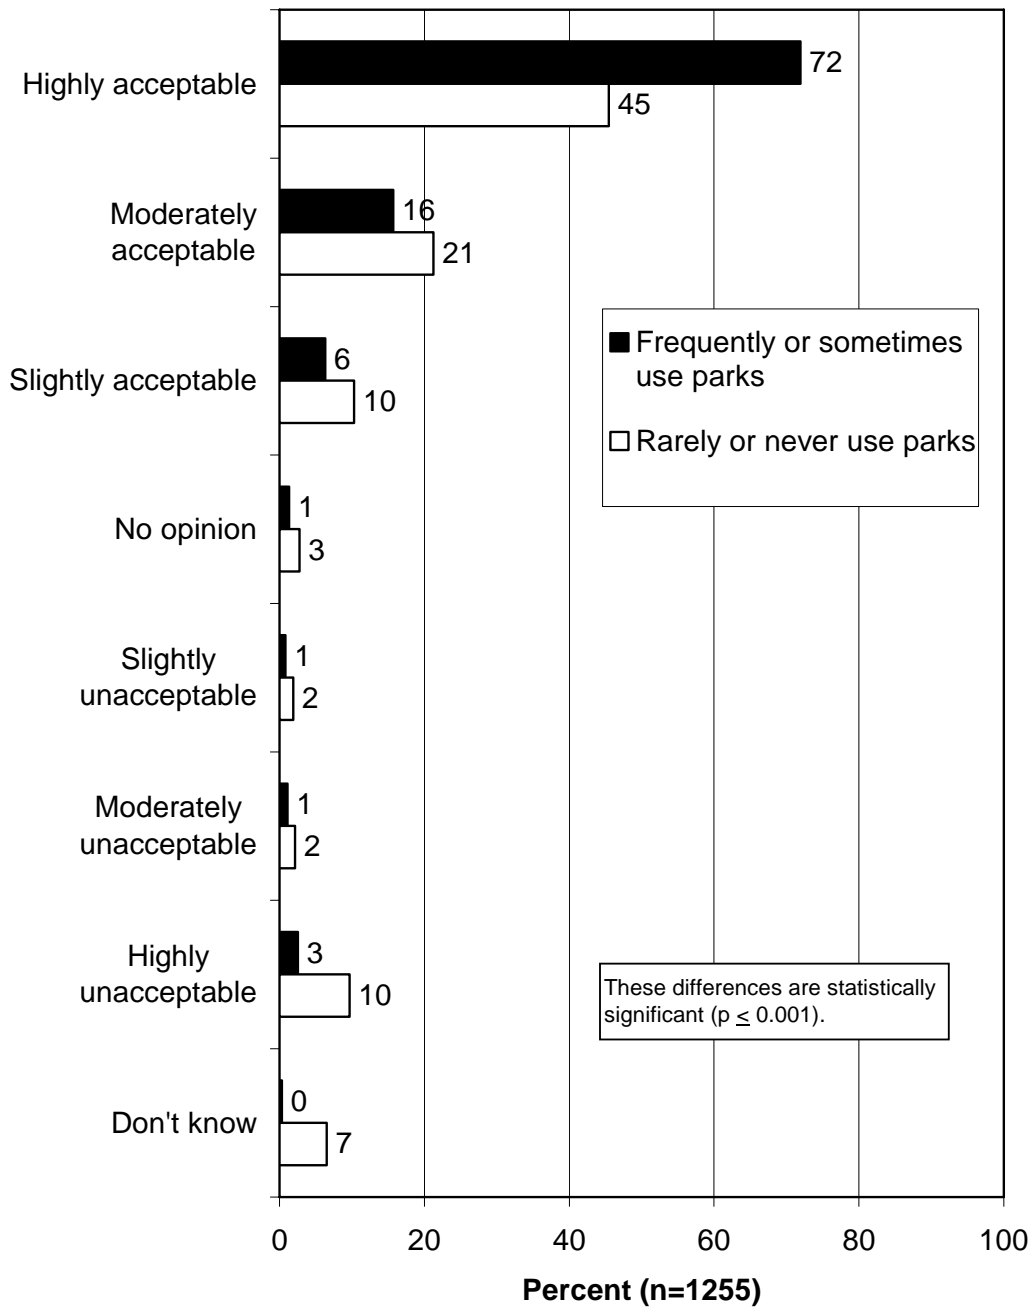 Highly acceptable
72
45
Moderately
acceptable
16
21
Slightly acceptable
6
10
No opinion
1
3
Slightly
unacceptable
1
2
Moderately
unacceptable
1
2
Highly
unacceptable
3
10
Don't know
0
7
Frequently or sometimes
use parks
Rarely or never use parks
These differences are statistically
significant (p ≤ 0.001).
0 20 40 60 80 100
Percent (n=1255)